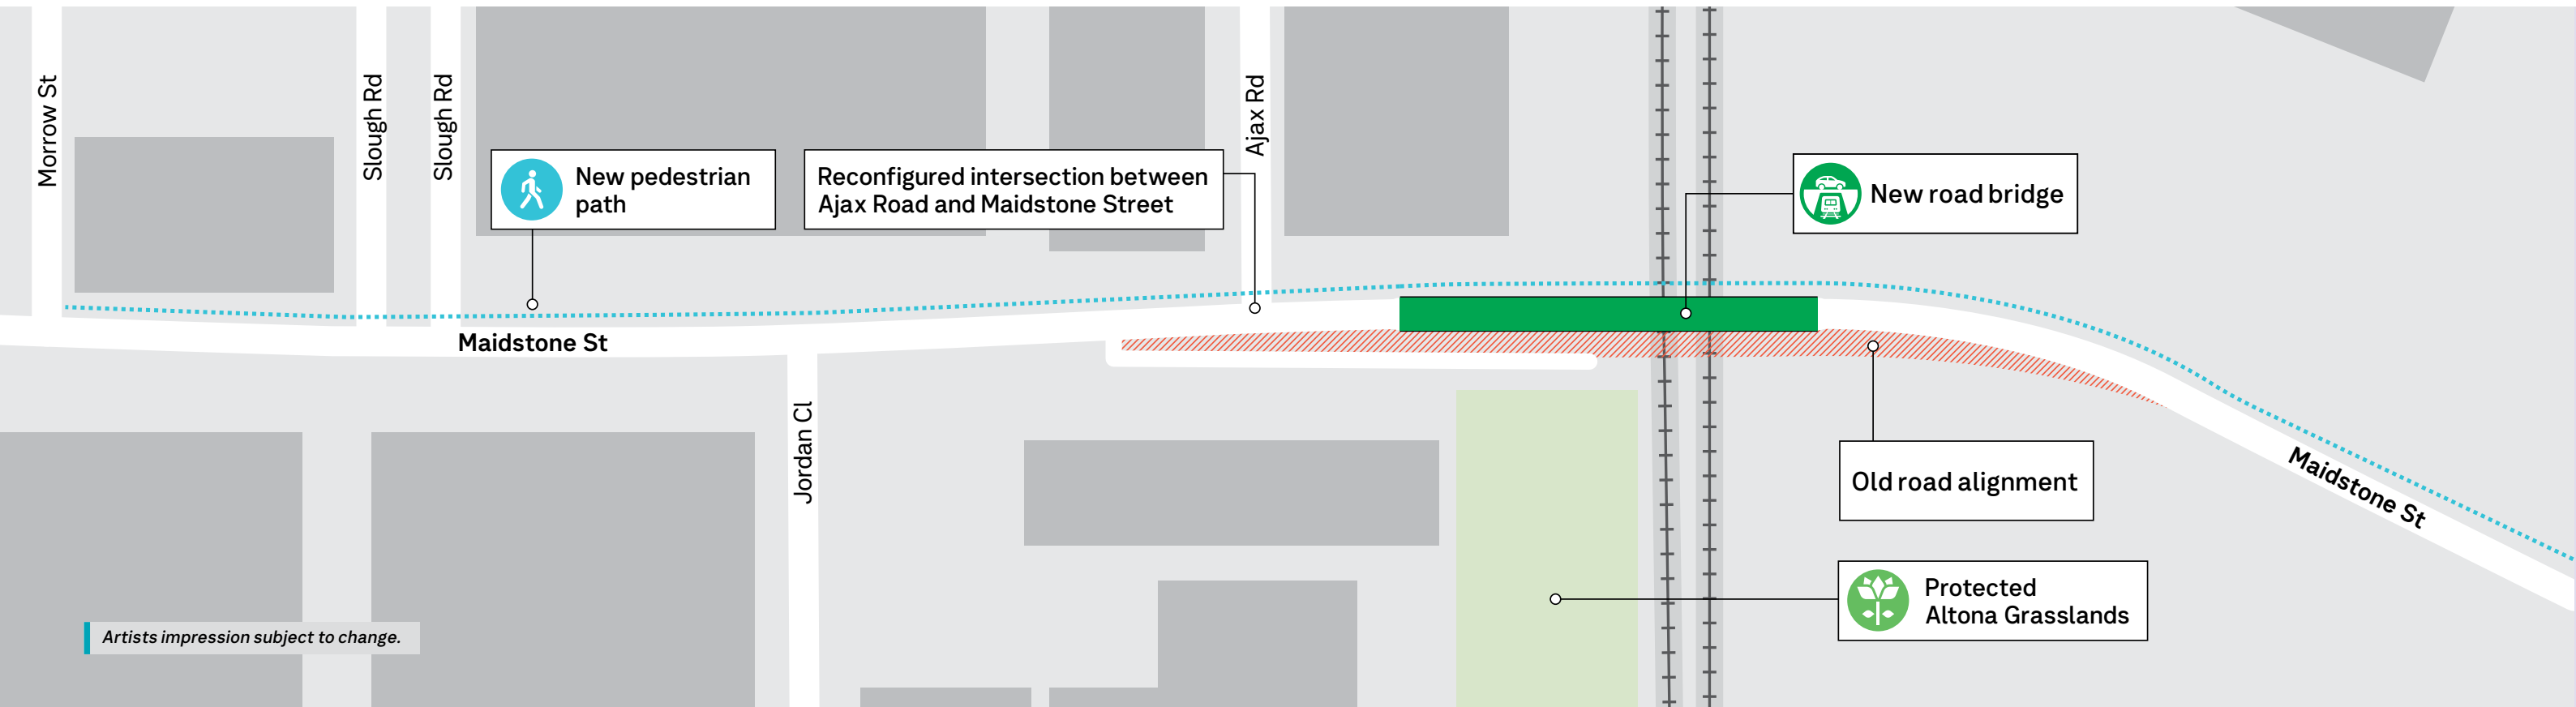 Morrow St
Slough Rd
Slough Rd
New pedestrian
path
Reconfigured intersection between
Ajax Road and Maidstone Street
Ajax Rd
New road bridge
Maidstone St
Jordan Cl
Old road alignment
Maidstone St
Protected
Altona Grasslands
Artists impression subject to change.